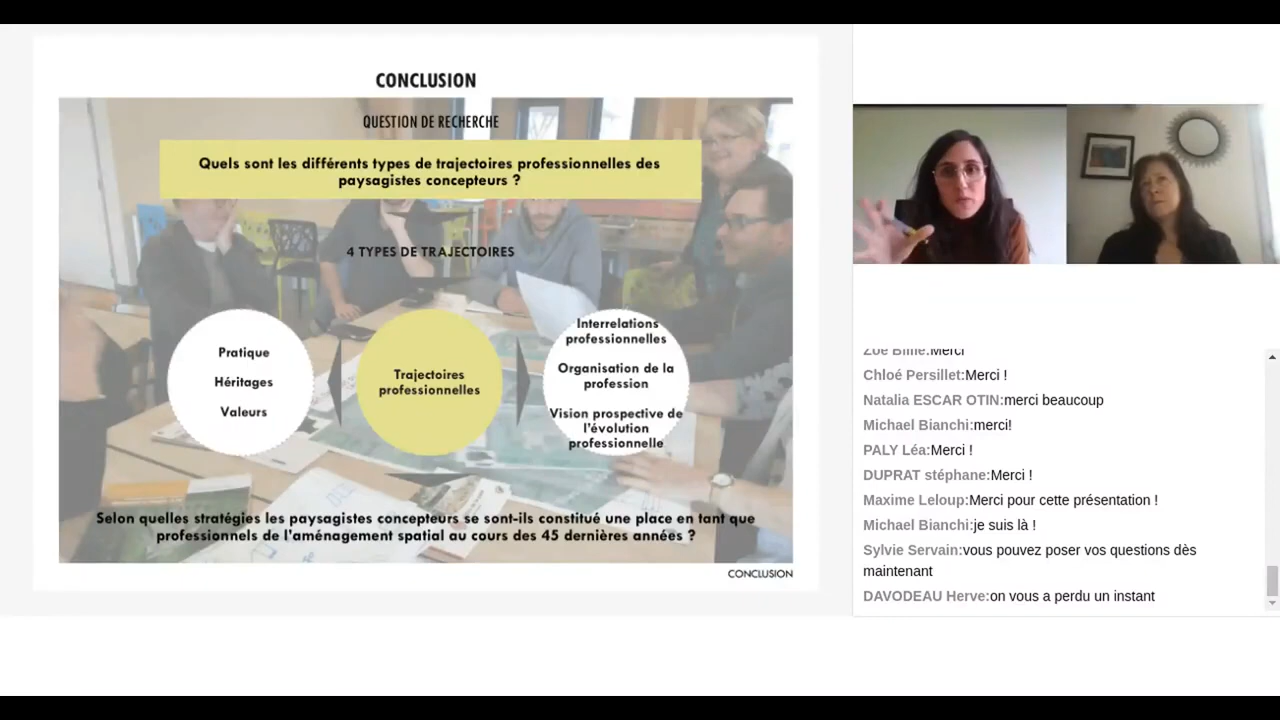 CONCLUSION
QUESTION DE RECHERCHE
Quels sont les différents types de trajectoires professionnelles des
paysagistes concepteurs ?
4 TYPES DE TRAJECTOIRES
Pratique
Héritages
Valeurs
Trajectoires
professionnelles
Interrelations
professionnelles
Organisation de la
profession
Vision prospective de
l'évolution
professionnelle
Selon quelles stratégies les paysagistes concepteurs se sont-ils constitué une place en tant que
professionnels de l'aménagement spatial au cours des 45 dernières années ?
CONCLUSION
Merci
Chloé Persillet:Merci !
Natalia ESCAR OTIN:merci beaucoup
Michael Bianchi:merci!
PALY Léa:Merci !
DUPRAT stéphane:Merci !
Maxime Leloup:Merci pour cette présentation !
Michael Bianchi:je suis là !
Sylvie Servain:vous pouvez poser vos questions dès
maintenant
DAVODEAU Herve:on vous a perdu un instant